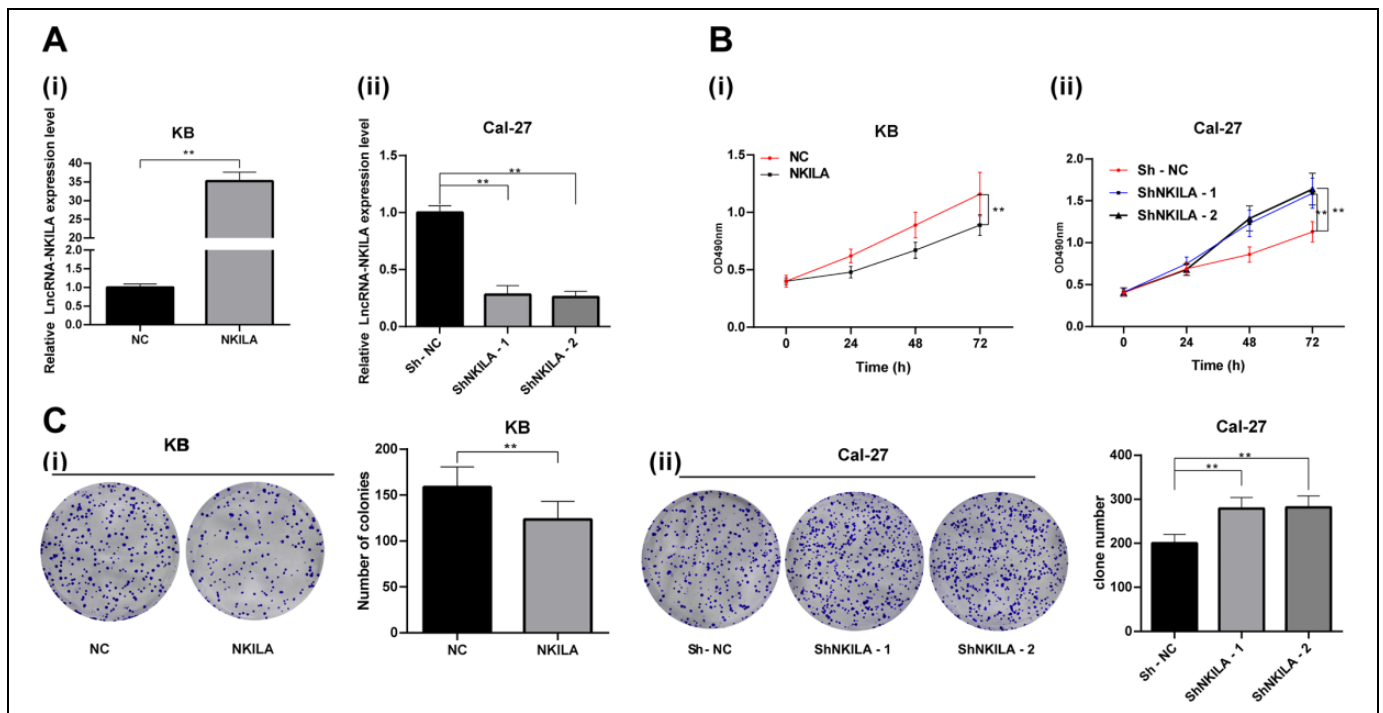 A
B
(i)
KB
Relative LncRNA-NKILA expression level
**
40
35
30
25
20
2.0
1.5
1.0
0.5
0.0
NC
NKILA
(ii)
Cal-27
Relative LncRNA-NKILA expression level
**
**
1.5
1.0
0.5
0.0
Sh - NC
ShNKILA - 1
ShNKILA - 2
(i)
KB
NC
NKILA
OD490nm
1.5
1.0
0.5
0.0
**
0
24
48
72
Time (h)
(ii)
Cal-27
Sh - NC
ShNKILA - 1
ShNKILA - 2
OD490nm
2.0
1.5
1.0
0.5
0.0
**
**
0
24
48
72
Time (h)
C
(i)
KB
NC
NKILA
KB
Number of colonies
**
200
150
100
50
0
NC
NKILA
(ii)
Cal-27
Sh - NC
ShNKILA - 1
ShNKILA - 2
Cal-27
clone number
**
**
400
300
200
100
0
Sh - NC
ShNKILA - 1
ShNKILA - 2